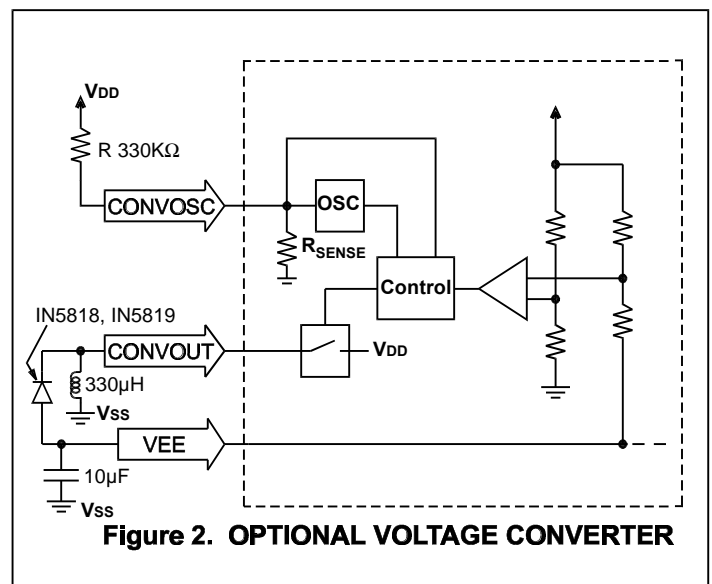 VDD
R 330KΩ
CONVOSC
OSC
RSENSE
Control
IN5818, IN5819
CONVOUT
VDD
330µH
VSS
VEE
10µF
VSS
Figure 2. OPTIONAL VOLTAGE CONVERTER